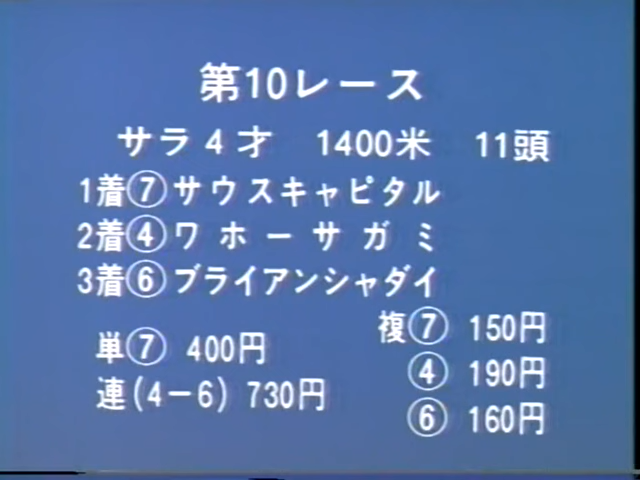 第10レース
サラ4才 1400米 11頭
1着⑦サウスキャピタル
2着④ワホーサガミ
3着⑥ブライアンシャダイ
単⑦ 400円
連(4－6) 730円
複⑦ 150円
④ 190円
⑥ 160円